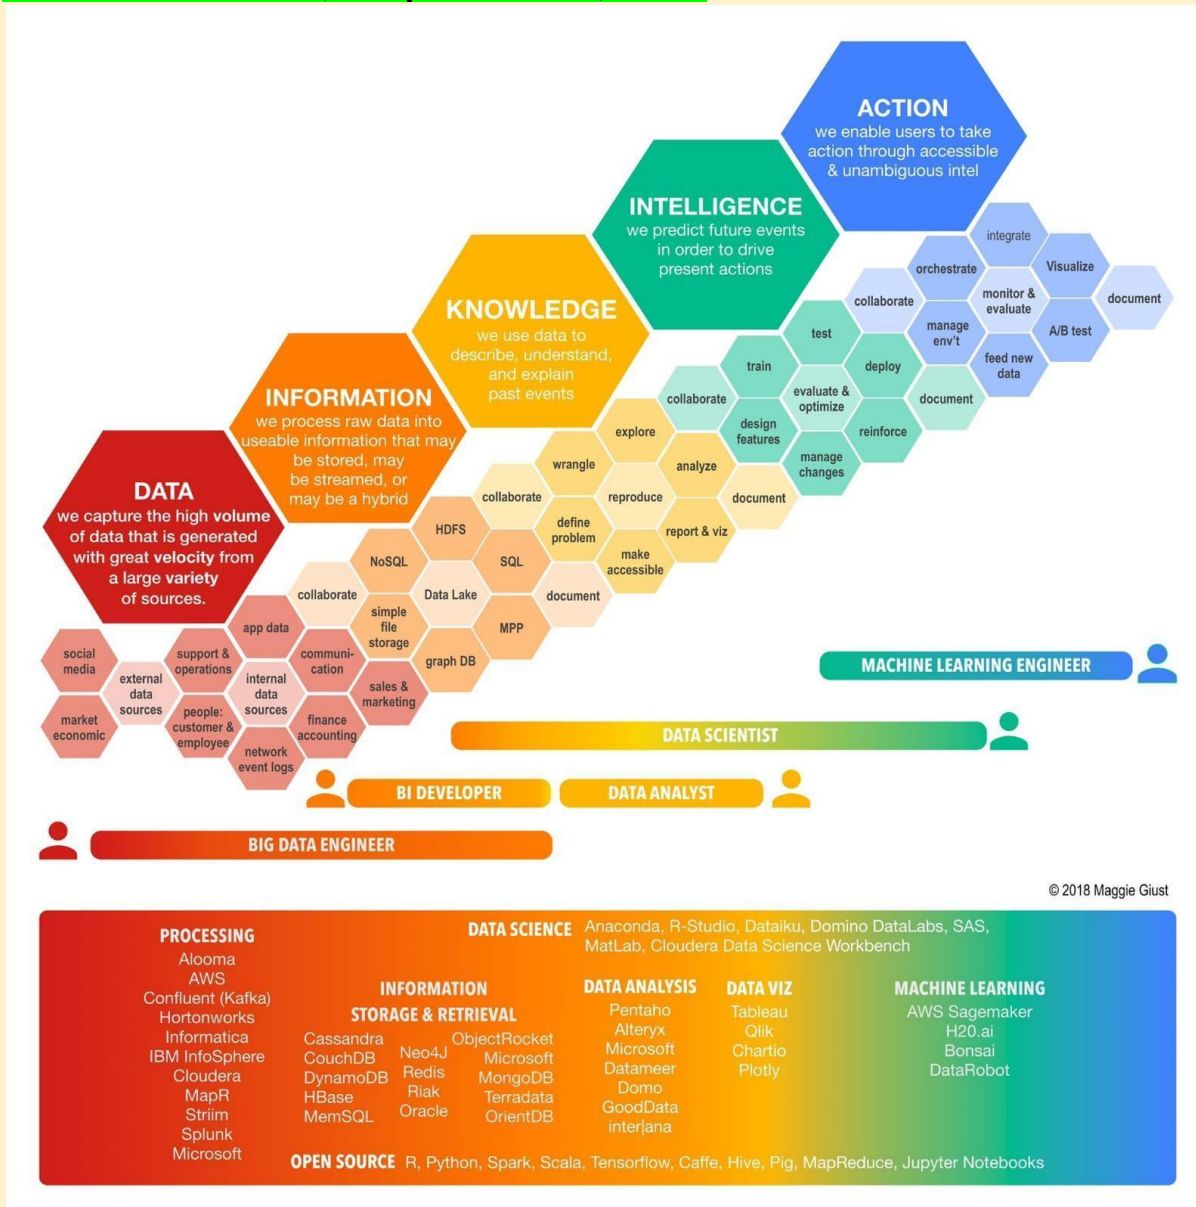 ACTION
we enable users to take
action through accessible
& unambiguous intel
INTELLIGENCE
we predict future events
in order to drive
present actions
KNOWLEDGE
we use data to
describe, understand,
and explain
past events
INFORMATION
we process raw data into
useable information that may
be stored, may
be streamed, or
may be a hybrid
DATA
we capture the high volume
of data that is generated
with great velocity from
a large variety
of sources.
integrate
orchestrate
Visualize
collaborate
monitor &
evaluate
document
manage
env't
A/B test
feed new
data
test
train
deploy
collaborate
evaluate &
optimize
document
design
features
reinforce
manage
changes
explore
wrangle
analyze
collaborate
reproduce
document
define
problem
report & viz
make
accessible
HDFS
NoSQL
SQL
collaborate
Data Lake
document
simple
file
storage
MPP
graph DB
app data
social
media
support &
operations
communi-
cation
external
data
sources
internal
data
sources
sales &
marketing
market
economic
people:
customer &
employee
finance
accounting
network
event logs
MACHINE LEARNING ENGINEER
DATA SCIENTIST
BI DEVELOPER
DATA ANALYST
BIG DATA ENGINEER
© 2018 Maggie Giust
PROCESSING
Alooma
AWS
Confluent (Kafka)
Hortonworks
Informatica
IBM InfoSphere
Cloudera
MapR
Striim
Splunk
Microsoft
DATA SCIENCE Anaconda, R-Studio, Dataiku, Domino DataLabs, SAS,
MatLab, Cloudera Data Science Workbench
INFORMATION
STORAGE & RETRIEVAL
Cassandra
CouchDB
DynamoDB
HBase
MemSQL
Neo4J
Redis
Riak
Oracle
ObjectRocket
Microsoft
MongoDB
Terradata
OrientDB
DATA ANALYSIS
Pentaho
Alteryx
Microsoft
Datameer
Domo
GoodData
inter|ana
DATA VIZ
Tableau
Qlik
Chartio
Plotly
MACHINE LEARNING
AWS Sagemaker
H20.ai
Bonsai
DataRobot
OPEN SOURCE R, Python, Spark, Scala, Tensorflow, Caffe, Hive, Pig, MapReduce, Jupyter Notebooks